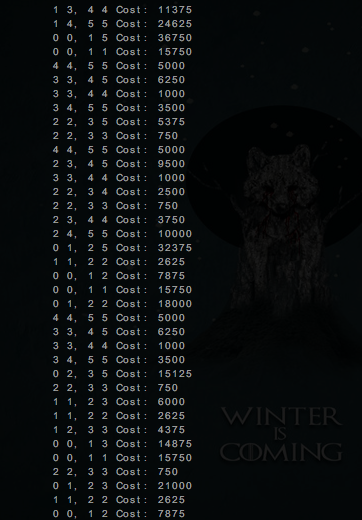 1 3, 4 4 Cost: 11375
1 4, 5 5 Cost: 24625
0 0, 1 5 Cost: 36750
0 0, 1 1 Cost: 15750
4 4, 5 5 Cost: 5000
3 3, 4 5 Cost: 6250
3 3, 4 4 Cost: 1000
3 4, 5 5 Cost: 3500
2 2, 3 5 Cost: 5375
2 2, 3 3 Cost: 750
4 4, 5 5 Cost: 5000
2 3, 4 5 Cost: 9500
3 3, 4 4 Cost: 1000
2 2, 3 4 Cost: 2500
2 2, 3 3 Cost: 750
2 3, 4 4 Cost: 3750
2 4, 5 5 Cost: 10000
0 1, 2 5 Cost: 32375
1 1, 2 2 Cost: 2625
0 0, 1 2 Cost: 7875
0 0, 1 1 Cost: 15750
0 1, 2 2 Cost: 18000
4 4, 5 5 Cost: 5000
3 3, 4 5 Cost: 6250
3 3, 4 4 Cost: 1000
3 4, 5 5 Cost: 3500
0 2, 3 5 Cost: 15125
2 2, 3 3 Cost: 750
1 1, 2 3 Cost: 6000
1 1, 2 2 Cost: 2625
1 2, 3 3 Cost: 4375
0 0, 1 3 Cost: 14875
0 0, 1 1 Cost: 15750
2 2, 3 3 Cost: 750
0 1, 2 3 Cost: 21000
1 1, 2 2 Cost: 2625
0 0, 1 2 Cost: 7875
WINTER
IS
COMING